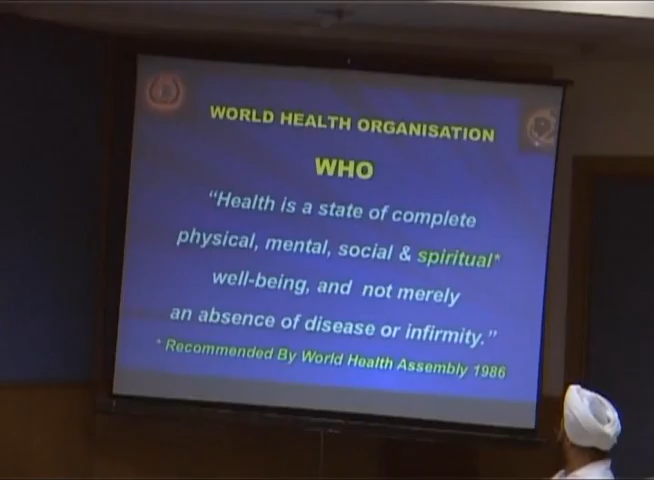 WORLD HEALTH ORGANISATION
WHO
"Health is a state of complete
physical, mental, social & spiritual*
well-being, and not merely
an absence of disease or infirmity."
* Recommended By World Health Assembly 1986